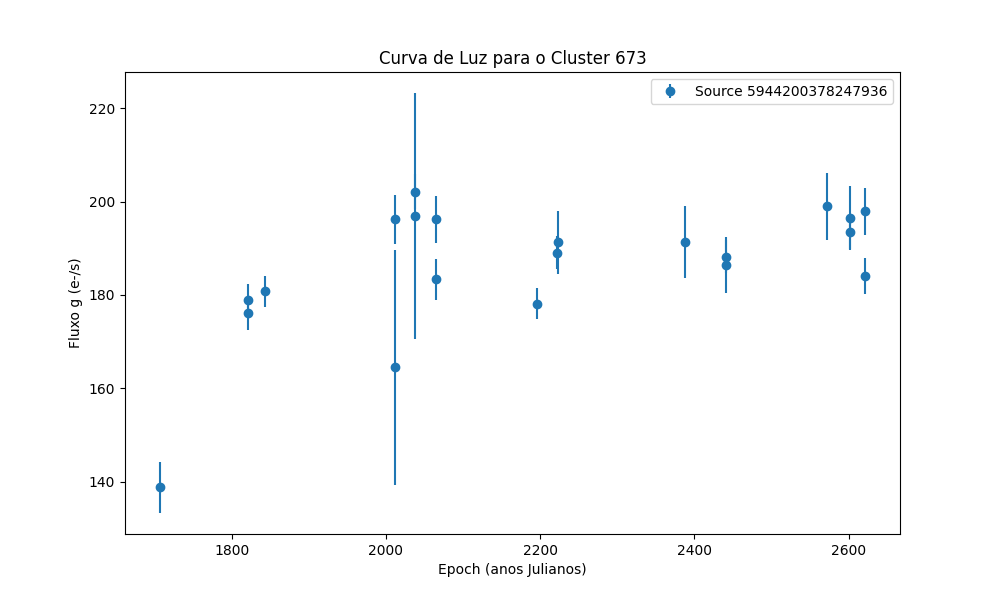 Curva de Luz para o Cluster 673
Source 5944200378247936
220
200
180
160
140
Fluxo g (e-/s)
1800 2000 2200 2400 2600
Epoch (anos Julianos)